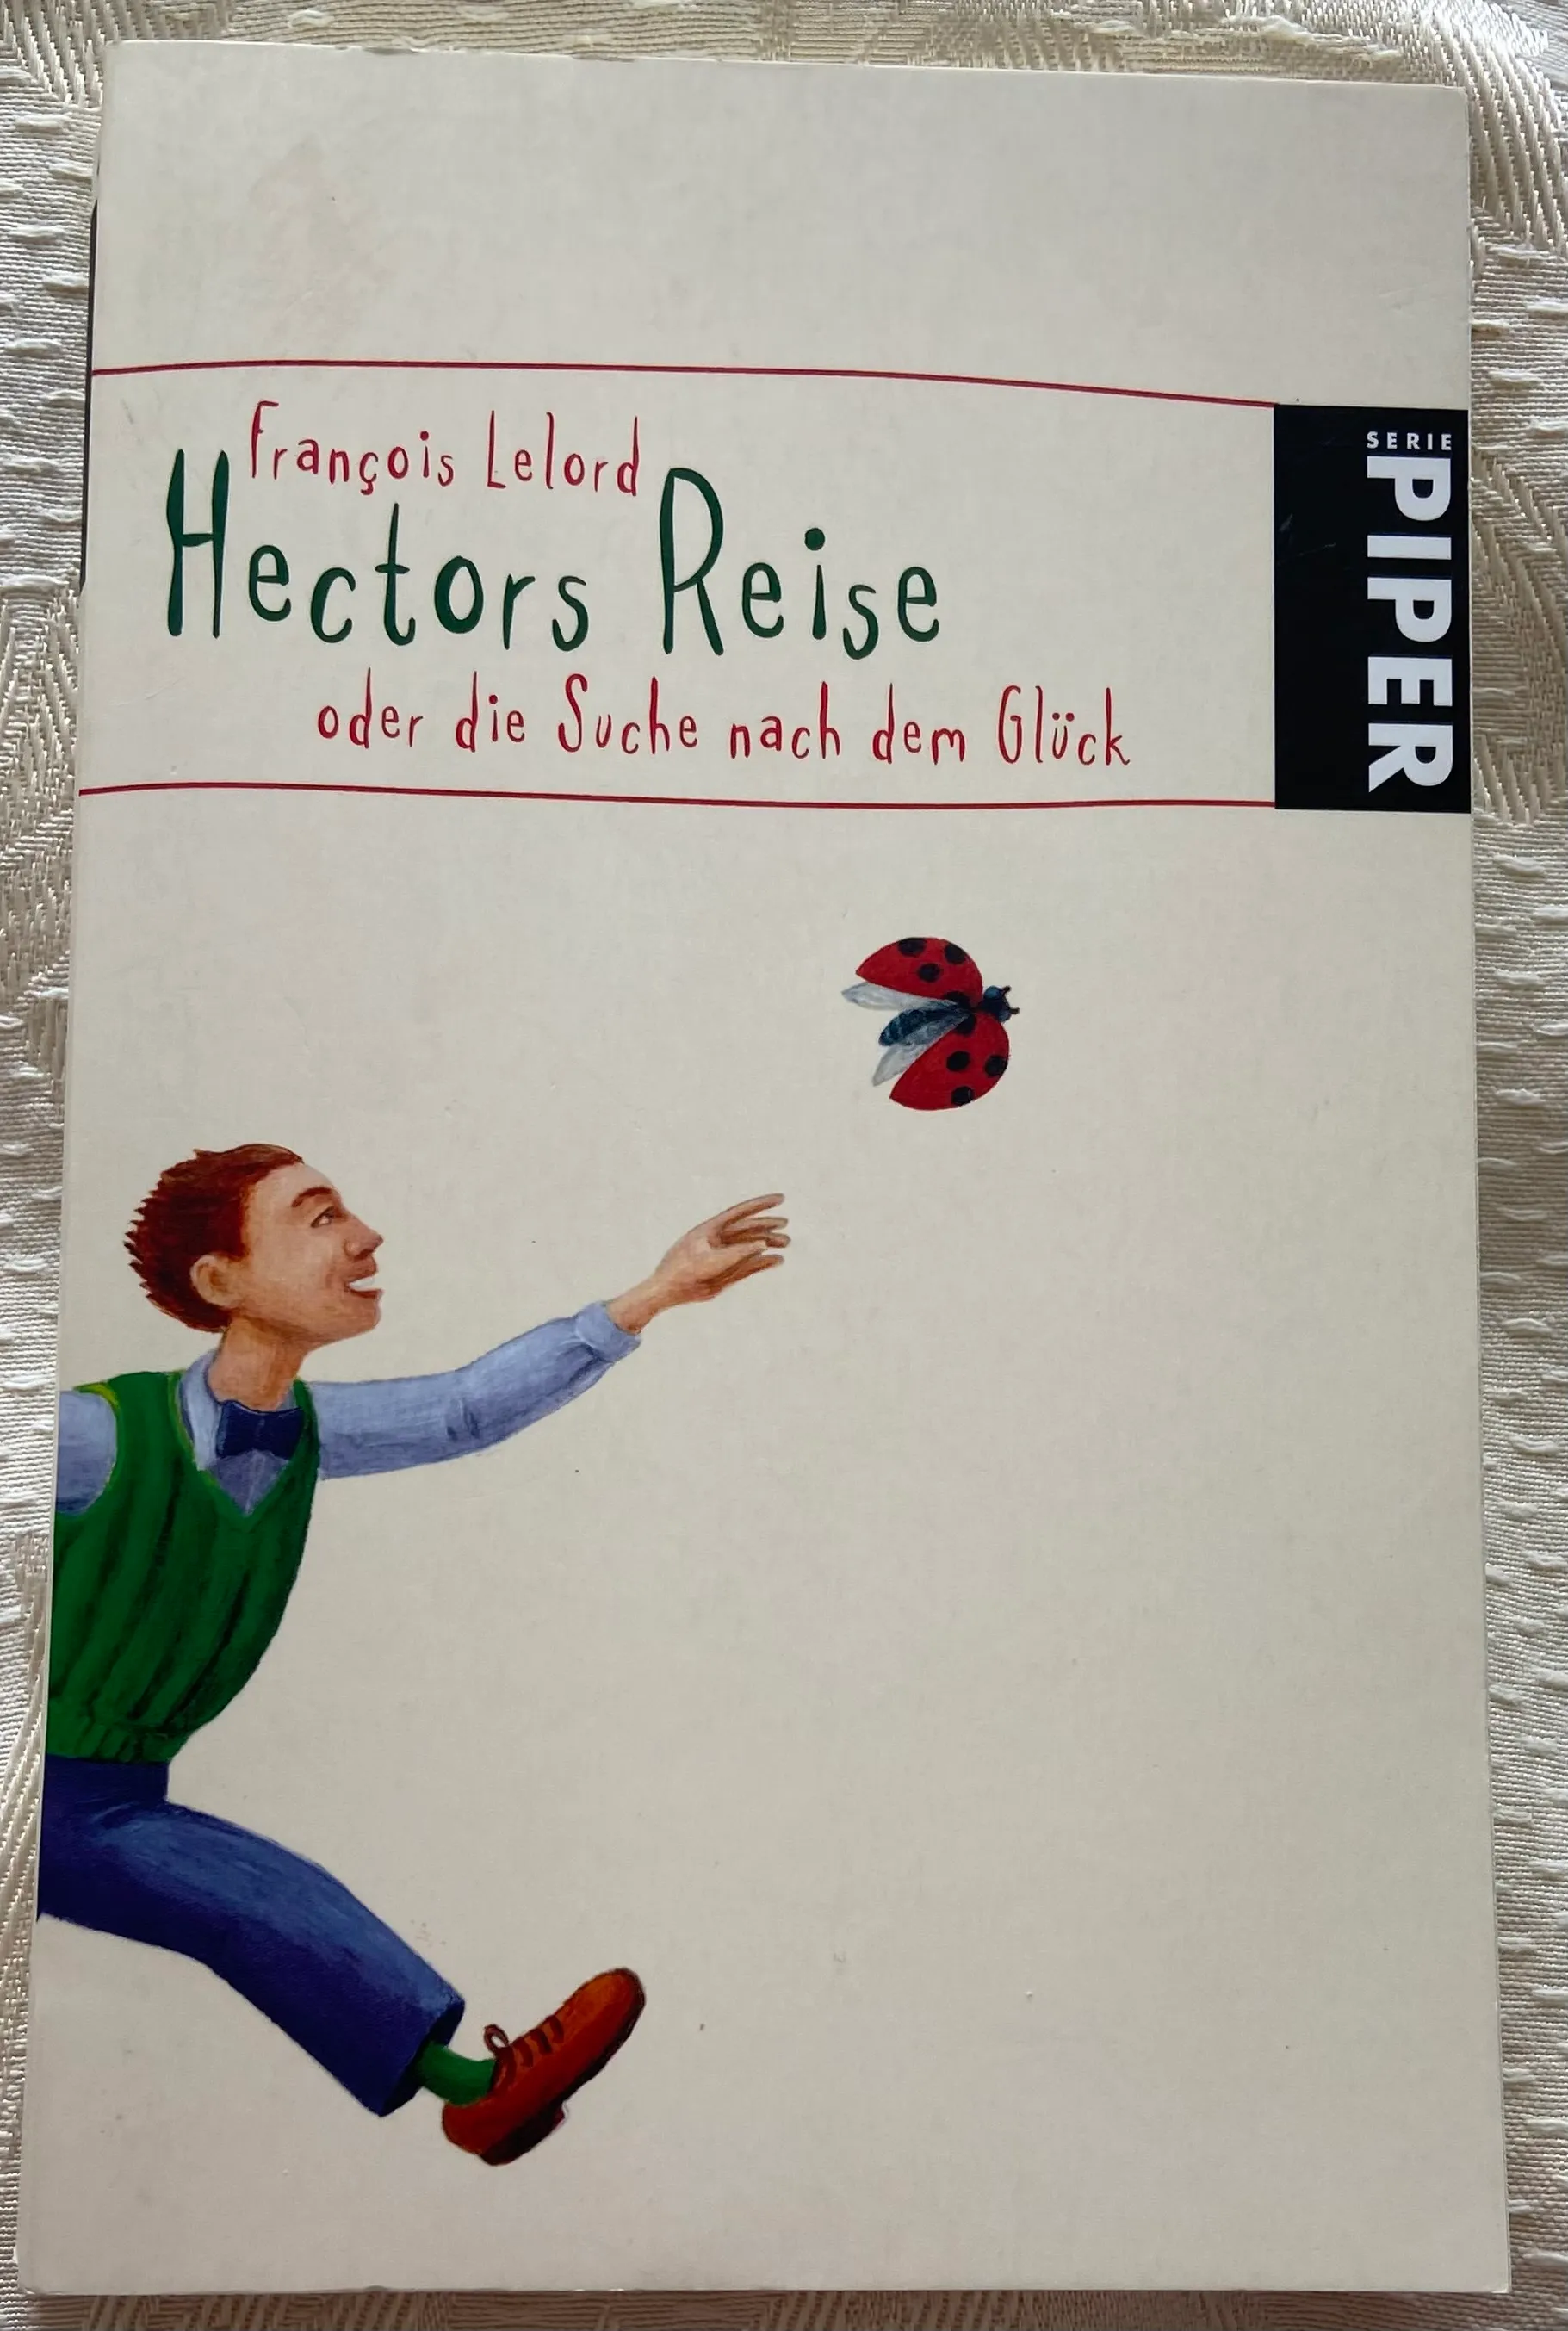 François Lelord
Hectors Reise
oder die Suche nach dem Glück
SERIE
PIPER